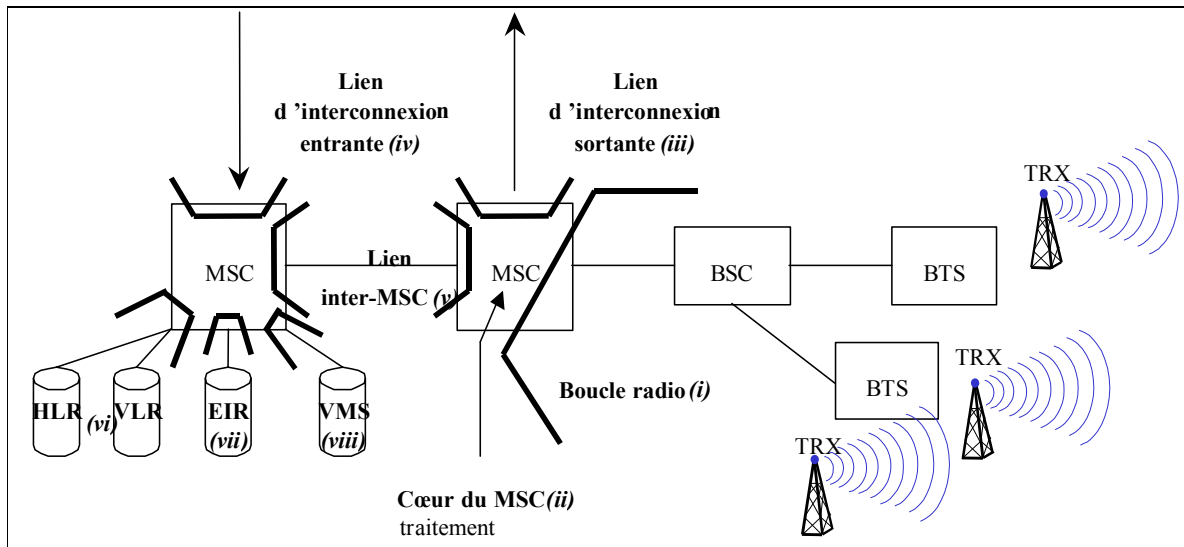 Lien
d ’interconnexion
entrante (iv)
Lien
d ’interconnexion
sortante (iii)
TRX
MSC
Lien
inter-MSC (v)
MSC
BSC
BTS
HLR
(vi)
VLR
EIR
(vii)
VMS
(viii)
Boucle radio (i)
BTS
TRX
TRX
Cœur du MSC(ii)
traitement